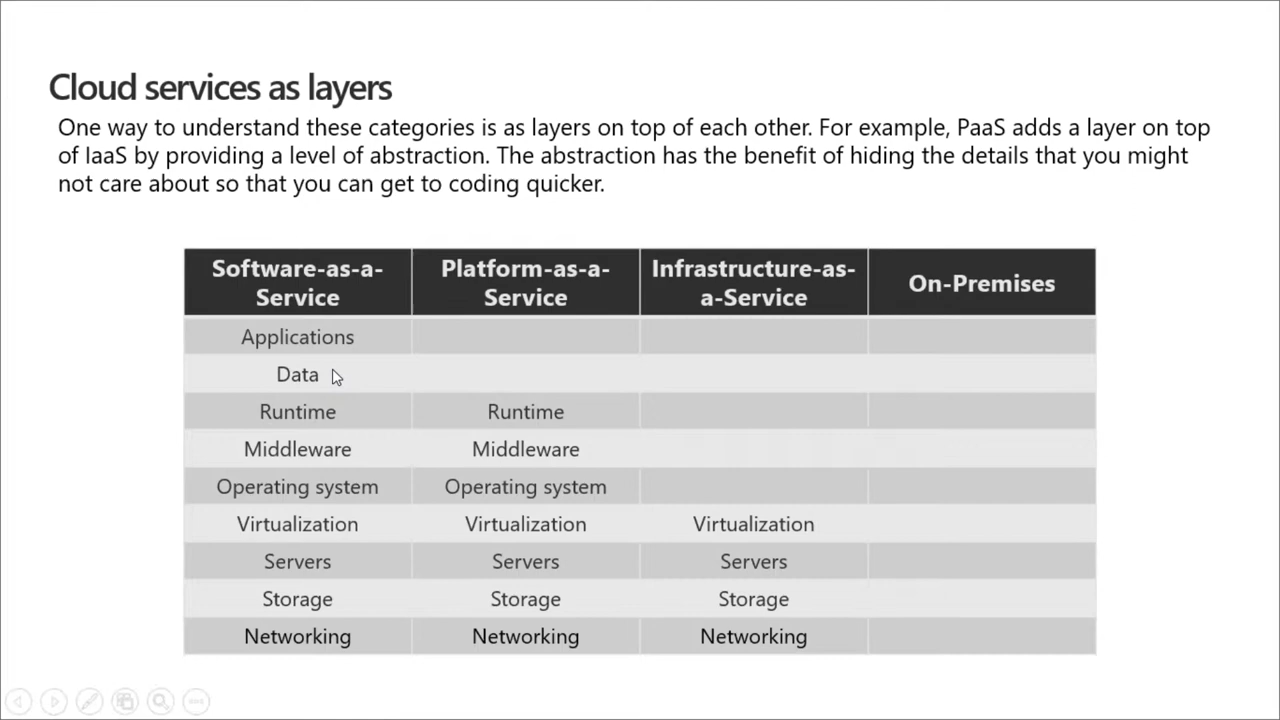 Cloud services as layers
One way to understand these categories is as layers on top of each other. For example, PaaS adds a layer on top
of IaaS by providing a level of abstraction. The abstraction has the benefit of hiding the details that you might
not care about so that you can get to coding quicker.
Software-as-a-Service Platform-as-a-Service Infrastructure-as-a-Service On-Premises
Applications
Data
Runtime Runtime
Middleware Middleware
Operating system Operating system
Virtualization Virtualization Virtualization
Servers Servers Servers
Storage Storage Storage
Networking Networking Networking